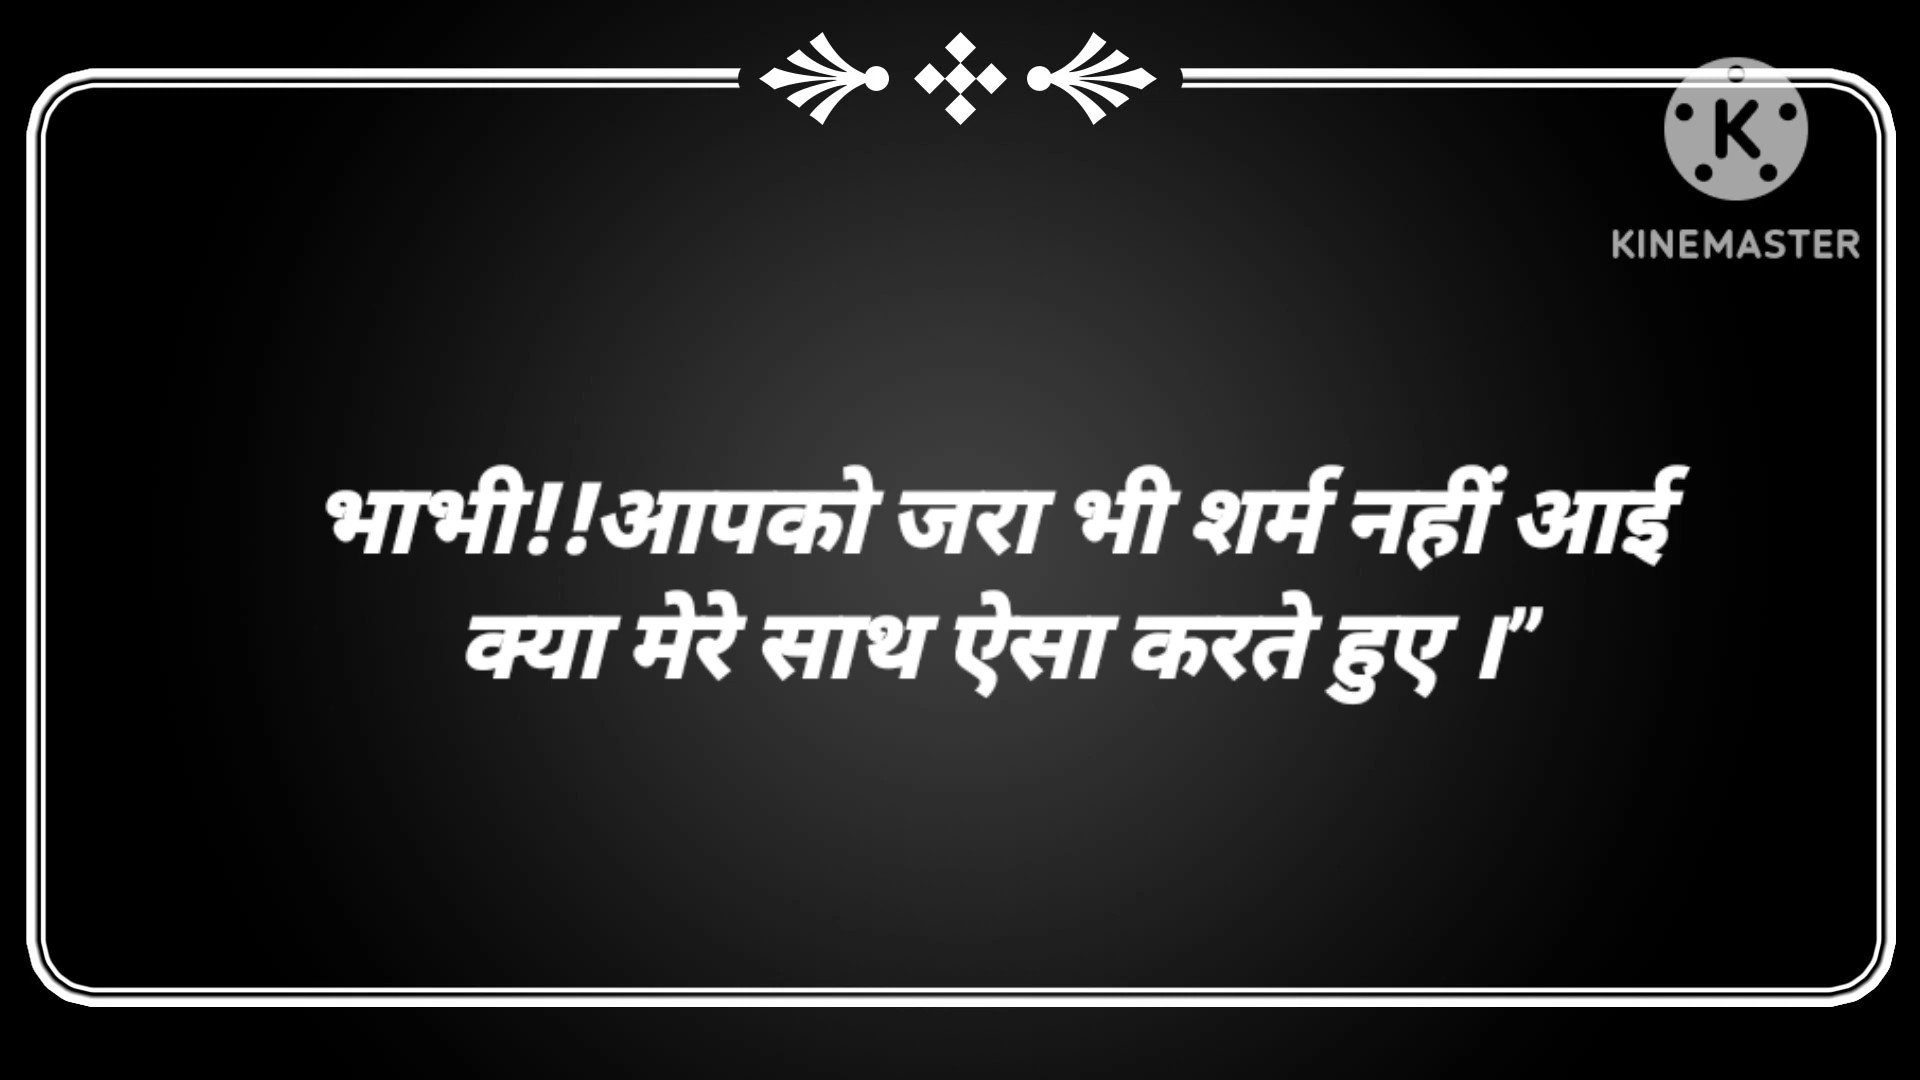 KINEMASTER
भाभी!!आपको जरा भी शर्म नहीं आई
क्या मेरे साथ ऐसा करते हुए ।”